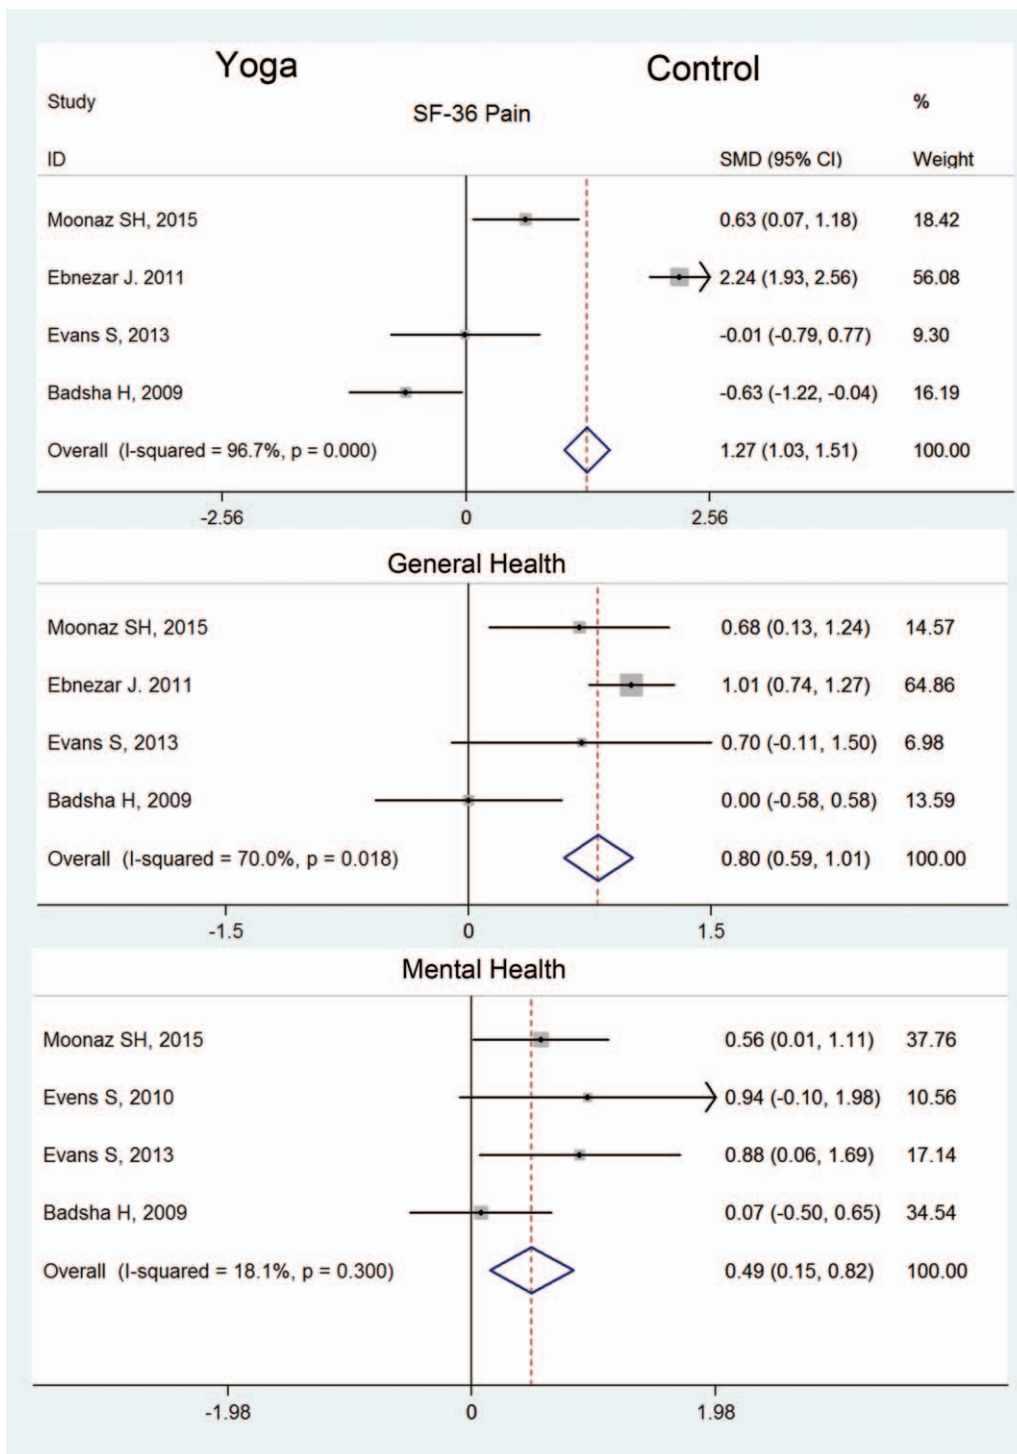 Yoga Control
Study %
SF-36 Pain
ID SMD (95% CI) Weight
Moonaz SH, 2015 0.63 (0.07, 1.18) 18.42
Ebnezar J. 2011 2.24 (1.93, 2.56) 56.08
Evans S, 2013 -0.01 (-0.79, 0.77) 9.30
Badsha H, 2009 -0.63 (-1.22, -0.04) 16.19
Overall (I-squared = 96.7%, p = 0.000) 1.27 (1.03, 1.51) 100.00
-2.56 0 2.56
General Health
Moonaz SH, 2015 0.68 (0.13, 1.24) 14.57
Ebnezar J. 2011 1.01 (0.74, 1.27) 64.86
Evans S, 2013 0.70 (-0.11, 1.50) 6.98
Badsha H, 2009 0.00 (-0.58, 0.58) 13.59
Overall (I-squared = 70.0%, p = 0.018) 0.80 (0.59, 1.01) 100.00
-1.5 0 1.5
Mental Health
Moonaz SH, 2015 0.56 (0.01, 1.11) 37.76
Evens S, 2010 0.94 (-0.10, 1.98) 10.56
Evans S, 2013 0.88 (0.06, 1.69) 17.14
Badsha H, 2009 0.07 (-0.50, 0.65) 34.54
Overall (I-squared = 18.1%, p = 0.300) 0.49 (0.15, 0.82) 100.00
-1.98 0 1.98